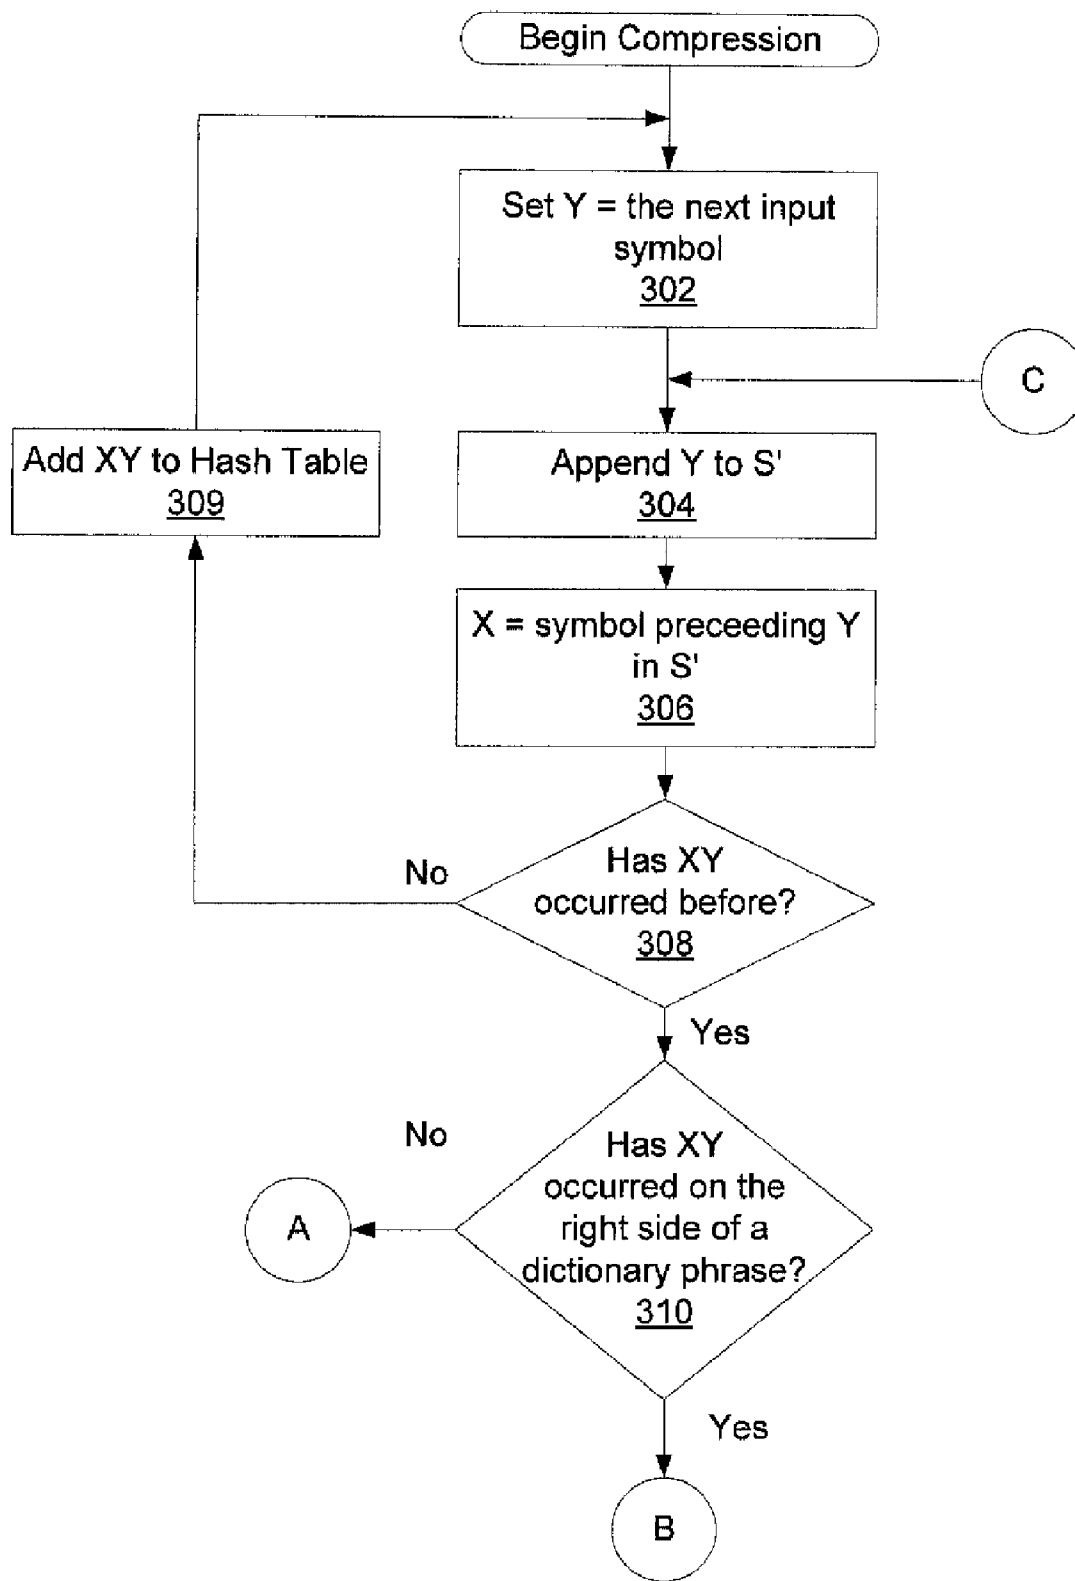 Begin Compression
Set Y = the next input
symbol
302
C
Add XY to Hash Table
309
Append Y to S'
304
X = symbol preceeding Y
in S'
306
No
Has XY
occurred before?
308
Yes
No
Has XY
occurred on the
right side of a
dictionary phrase?
310
A
Yes
B